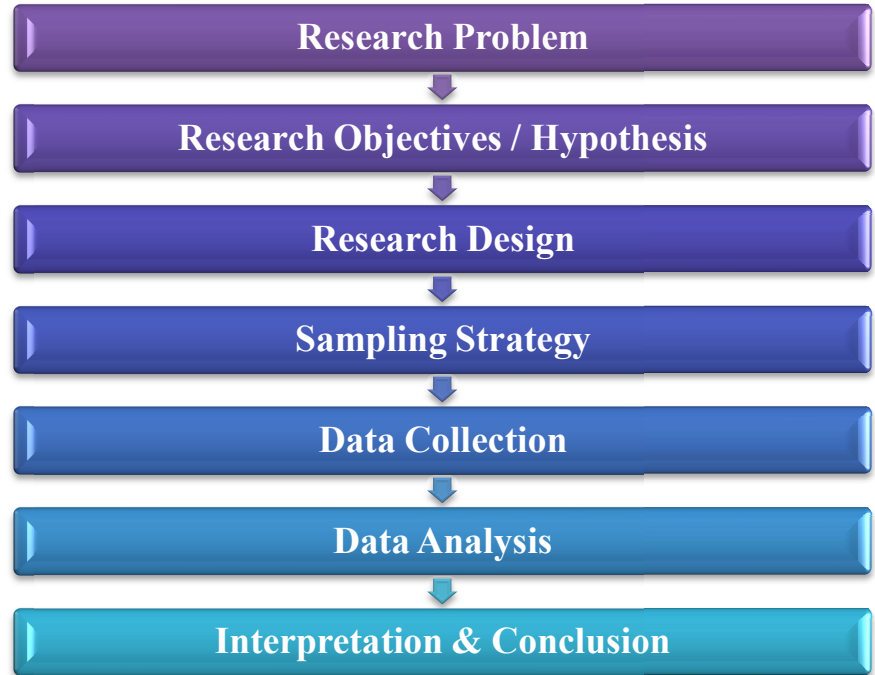 Research Problem
Research Objectives / Hypothesis
Research Design
Sampling Strategy
Data Collection
Data Analysis
Interpretation & Conclusion